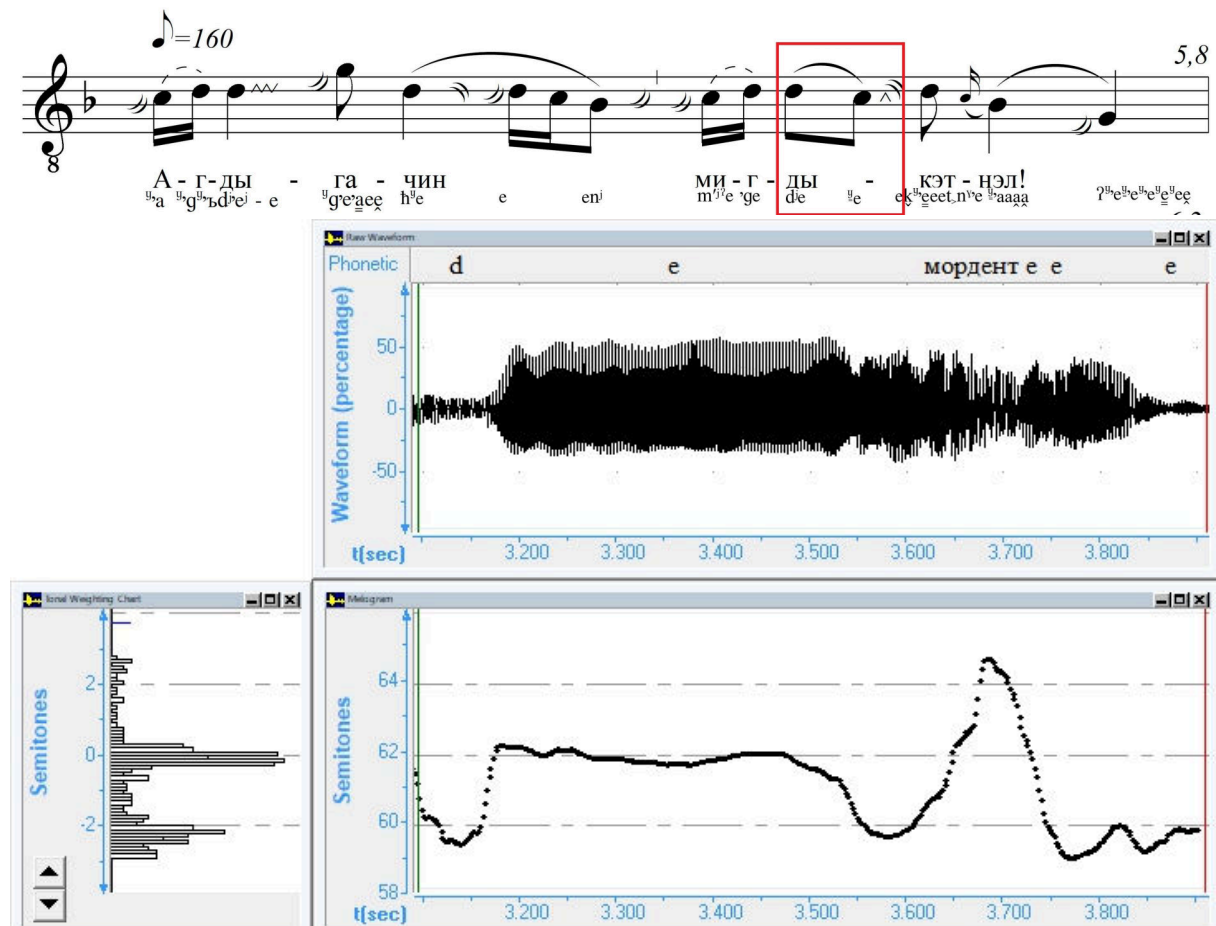 ♪=160
5,8
8
А-г-ды - га - чин ми-г-ды - кэт-нэл!
Raw Waveform
Phonetic d e мордент e e e
Waveform (percentage)
50
0
-50
t(sec) 3.200 3.300 3.400 3.500 3.600 3.700 3.800
Tonal Weighting Chart
Semitones
2
0
-2
Melogram
Semitones
64
62
60
58
t(sec) 3.200 3.300 3.400 3.500 3.600 3.700 3.800